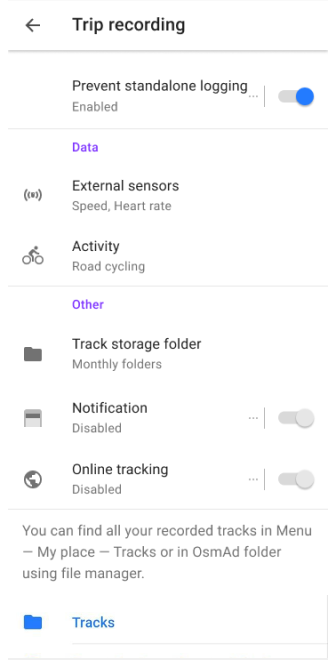 Trip recording
Prevent standalone logging
Enabled
Data
External sensors
Speed, Heart rate
Activity
Road cycling
Other
Track storage folder
Monthly folders
Notification
Disabled
Online tracking
Disabled
You can find all your recorded tracks in Menu
— My place — Tracks or in OsmAd folder
using file manager.
Tracks